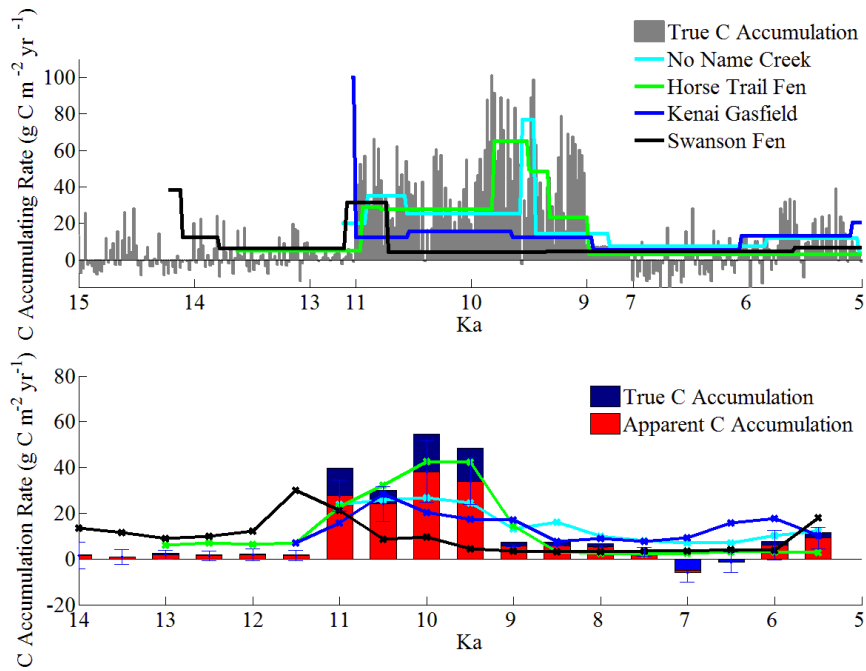 C Accumulating Rate (g C m⁻² yr⁻¹)
100
80
60
40
20
0
15 14 13 11 10 9 7 6 5
Ka
True C Accumulation
No Name Creek
Horse Trail Fen
Kenai Gasfield
Swanson Fen
C Accumulation Rate (g C m⁻² yr⁻¹)
80
60
40
20
0
-20
14 13 12 11 10 9 8 7 6 5
Ka
True C Accumulation
Apparent C Accumulation